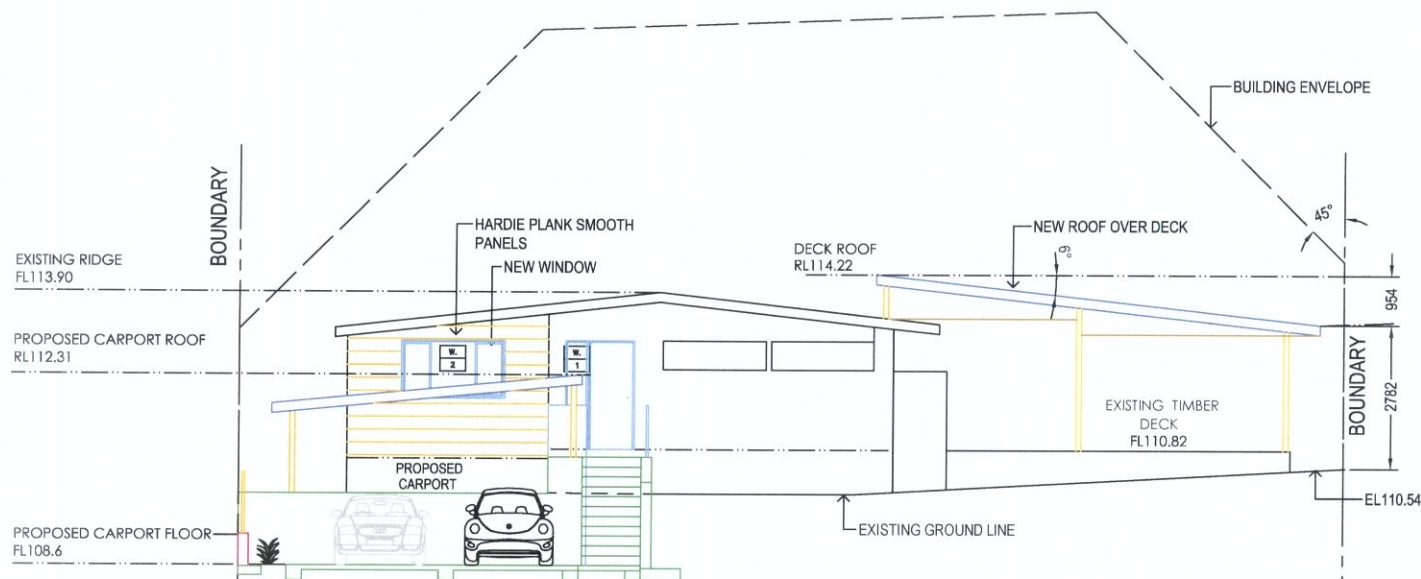 BUILDING ENVELOPE
BOUNDARY
45°
HARDIE PLANK SMOOTH
PANELS
NEW ROOF OVER DECK
EXISTING RIDGE
FL113.90
DECK ROOF
RL114.22
6°
NEW WINDOW
954
PROPOSED CARPORT ROOF
RL112.31
W.
2
W.
1
BOUNDARY
2782
EXISTING TIMBER
DECK
FL110.82
PROPOSED
CARPORT
EL110.54
PROPOSED CARPORT FLOOR
FL108.6
EXISTING GROUND LINE